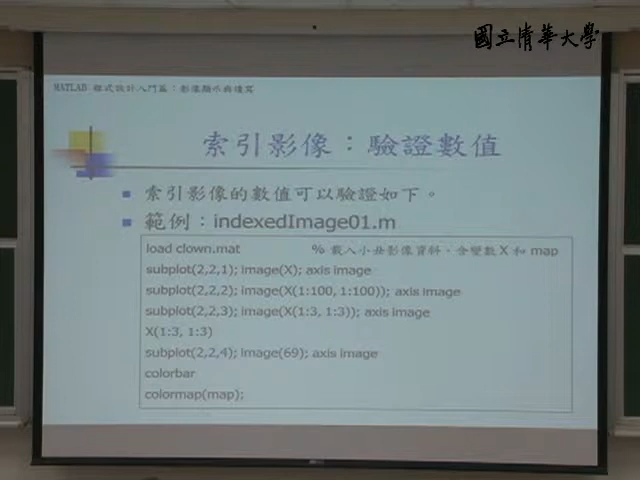 國立清華大學
MATLAB 程式設計入門篇：影像顯示與讀寫
索引影像：驗證數值
索引影像的數值可以驗證如下。
範例：indexedImage01.m
load clown.mat % 載入小丑影像資料，含變數 X 和 map
subplot(2,2,1); image(X); axis image
subplot(2,2,2); image(X(1:100, 1:100)); axis image
subplot(2,2,3); image(X(1:3, 1:3)); axis image
X(1:3, 1:3)
subplot(2,2,4); image(69); axis image
colorbar
colormap(map);